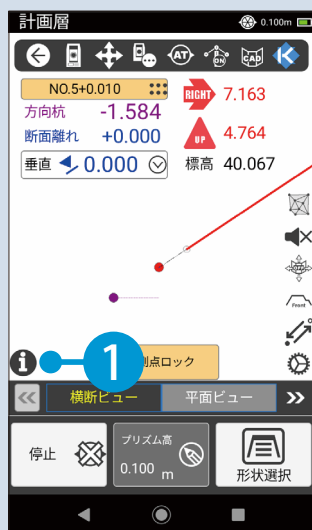 計画層
0.100m
AT
ON
CAD
NO.5+0.010
RIGHT 7.163
方向杭 -1.584
UP 4.764
断面離れ +0.000
垂直 0.000
標高 40.067
Front
1
点ロック
横断ビュー
平面ビュー
停止
プリズム高
0.100 m
形状選択